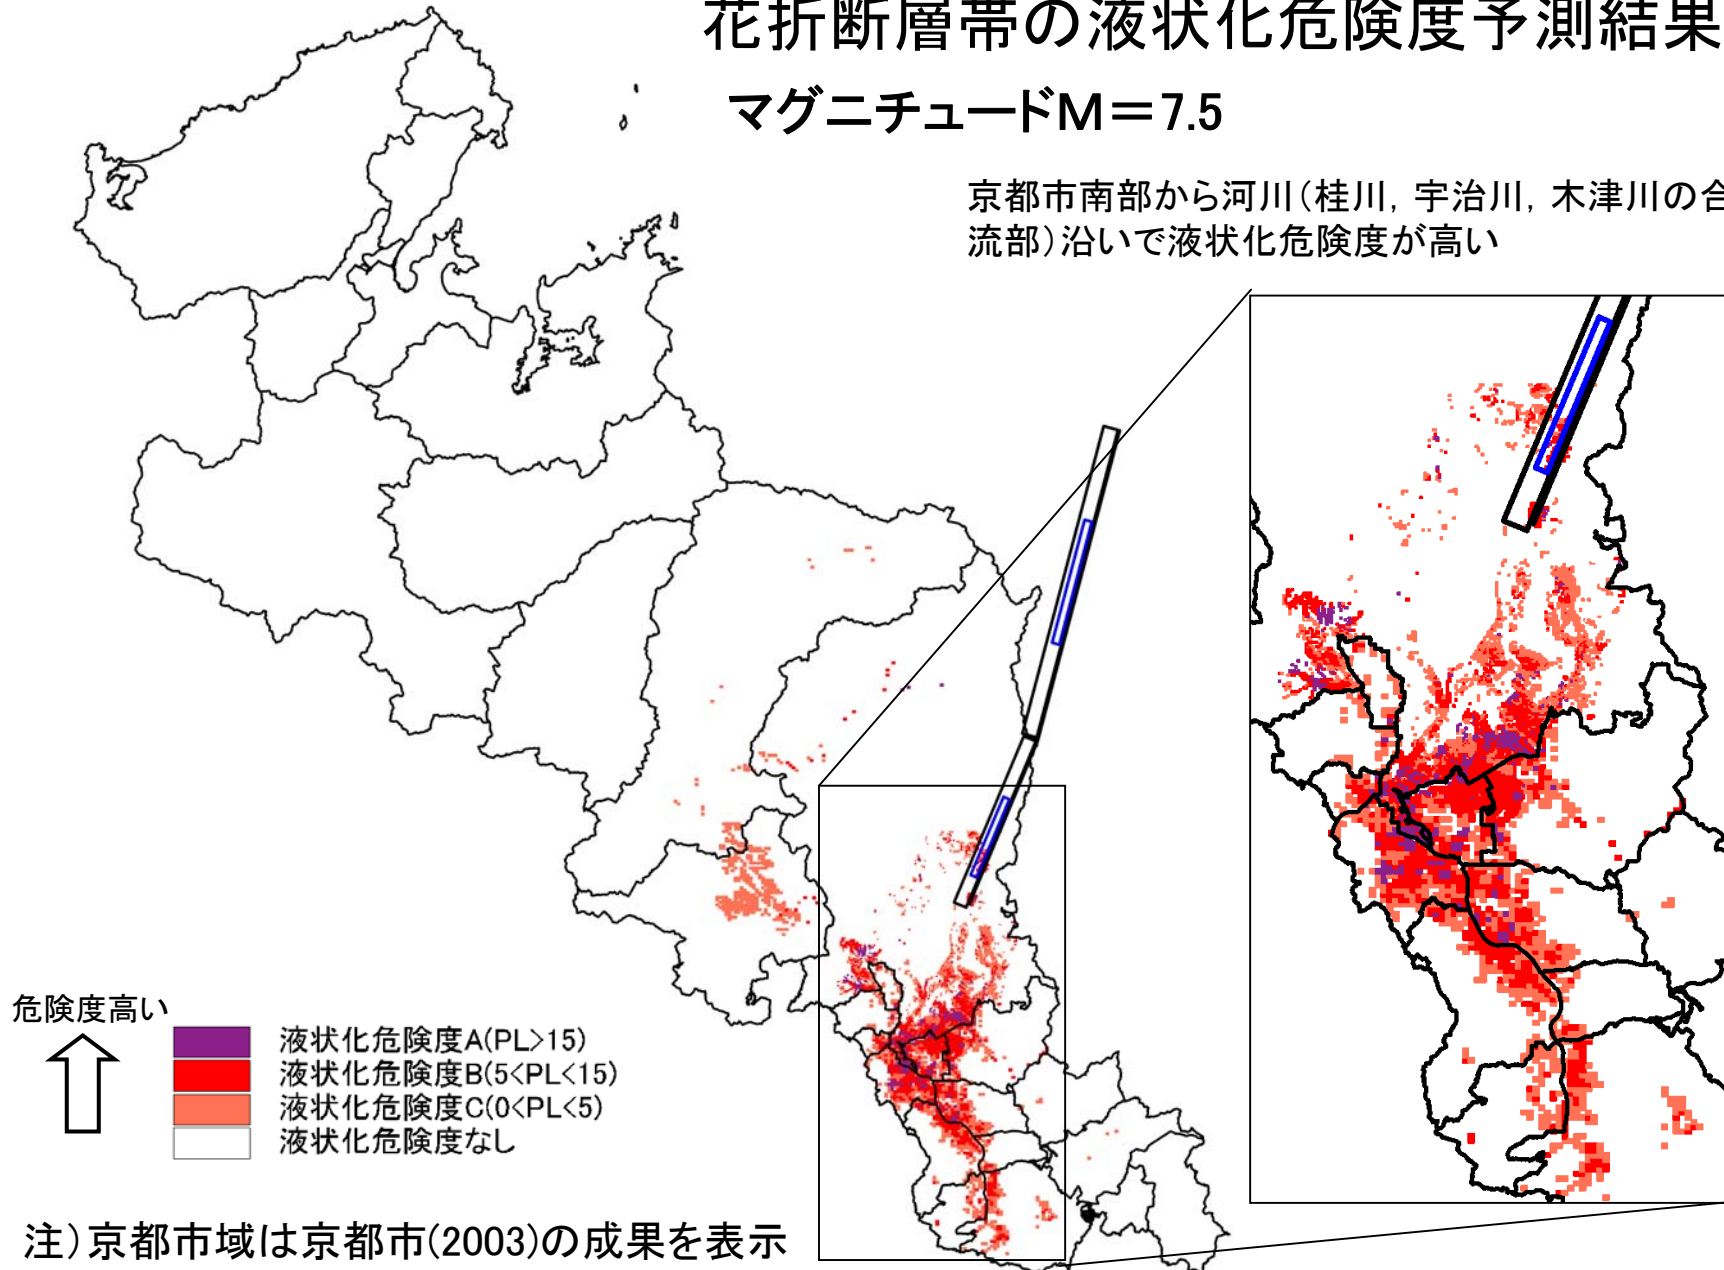 花折断層帯の液状化危険度予測結果
マグニチュードM＝7.5
京都市南部から河川（桂川，宇治川，木津川の合
流部）沿いで液状化危険度が高い
危険度高い
液状化危険度A(PL>15)
液状化危険度B(5<PL<15)
液状化危険度C(0<PL<5)
液状化危険度なし
注）京都市域は京都市(2003)の成果を表示